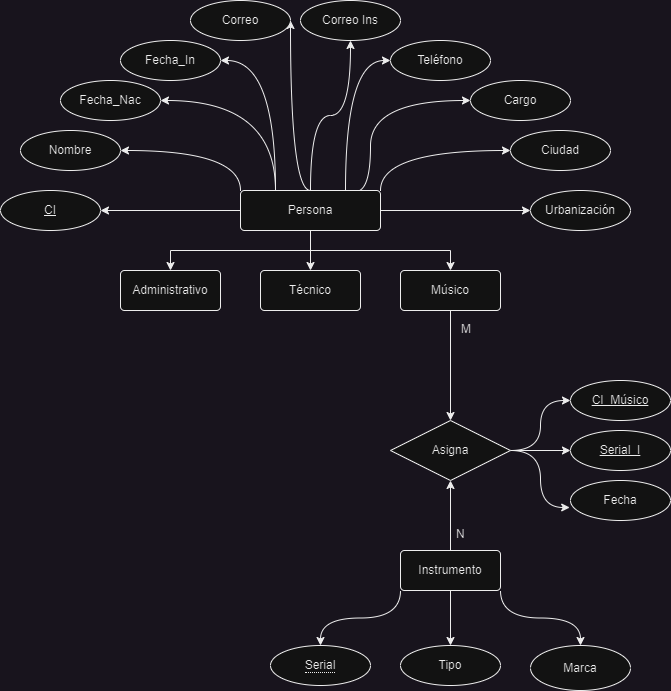 Correo
Correo Ins
Fecha_In
Teléfono
Fecha_Nac
Cargo
Nombre
Ciudad
CI
Persona
Urbanización
Administrativo
Técnico
Músico
M
CI_Músico
Asigna
Serial_I
Fecha
N
Instrumento
Serial
Tipo
Marca